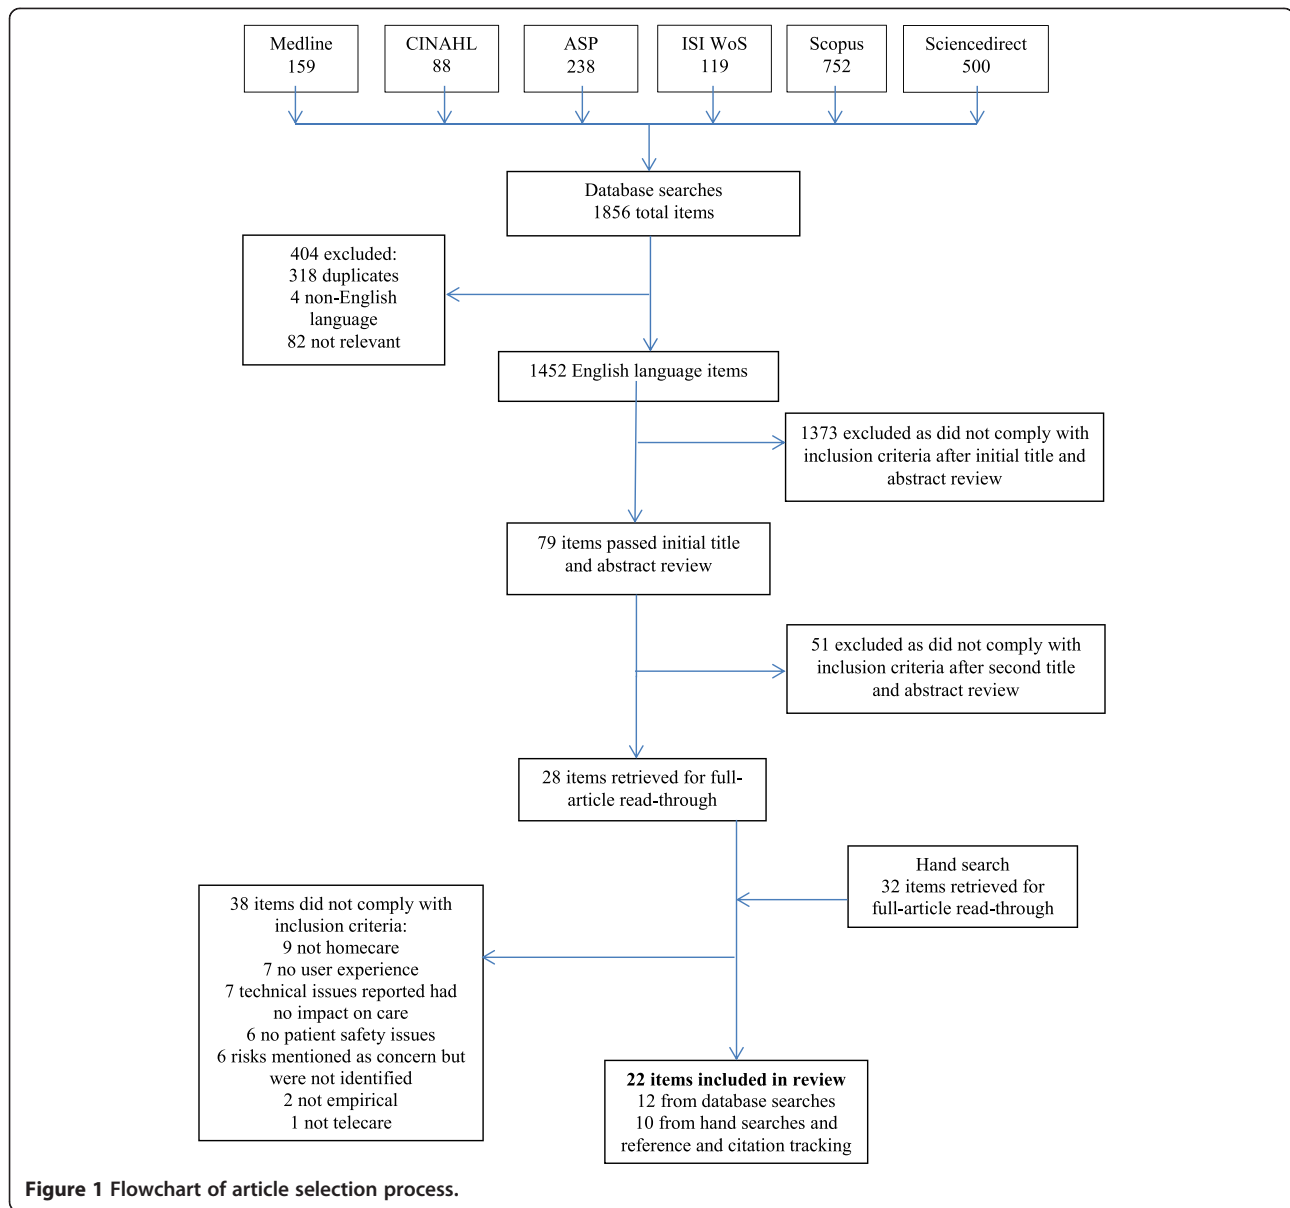 Medline
159
CINAHL
88
ASP
238
ISI WoS
119
Scopus
752
Sciencedirect
500
Database searches
1856 total items
404 excluded:
318 duplicates
4 non-English
language
82 not relevant
1452 English language items
1373 excluded as did not comply with
inclusion criteria after initial title and
abstract review
79 items passed initial title
and abstract review
51 excluded as did not comply with
inclusion criteria after second title
and abstract review
28 items retrieved for full-
article read-through
Hand search
32 items retrieved for
full-article read-through
38 items did not comply with
inclusion criteria:
9 not homecare
7 no user experience
7 technical issues reported had
no impact on care
6 no patient safety issues
6 risks mentioned as concern but
were not identified
2 not empirical
1 not telecare
22 items included in review
12 from database searches
10 from hand searches and
reference and citation tracking
Figure 1 Flowchart of article selection process.